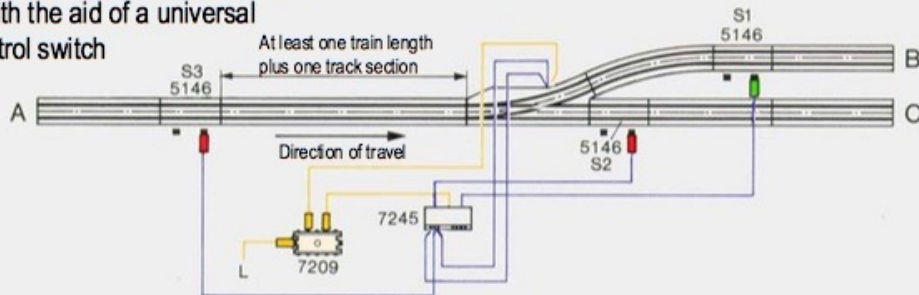 th the aid of a universal
trol switch
At least one train length
plus one track section
S3
5146
S1
5146
A
B
C
Direction of travel
5146
S2
7245
L
7209